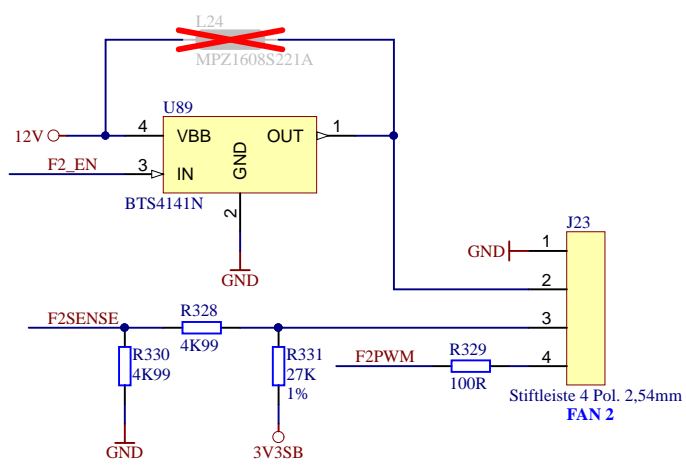 L24
MPZ1608S221A
U89
12V
4
VBB
OUT
1
F2_EN
3
IN
GND
BTS4141N
2
GND
J23
GND
1
2
F2SENSE
R328
4K99
3
R330
4K99
R331
27K
1%
F2PWM
R329
100R
4
Stiftleiste 4 Pol. 2,54mm
FAN 2
GND
3V3SB